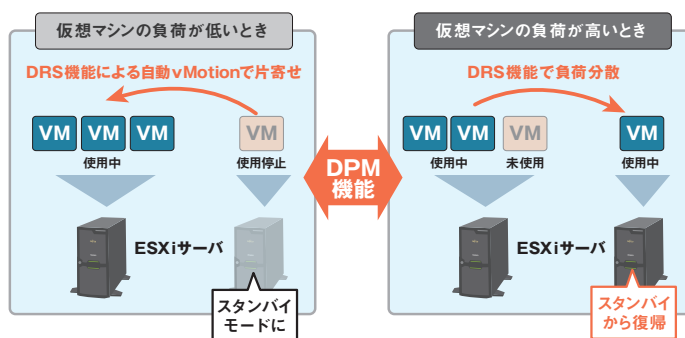 仮想マシンの負荷が低いとき
DRS機能による自動vMotionで片寄せ
VM VM VM VM
使用中 使用停止
ESXiサーバ
スタンバイ
モードに
DPM
機能
仮想マシンの負荷が高いとき
DRS機能で負荷分散
VM VM VM VM
使用中 未使用 使用中
ESXiサーバ
スタンバイ
から復帰